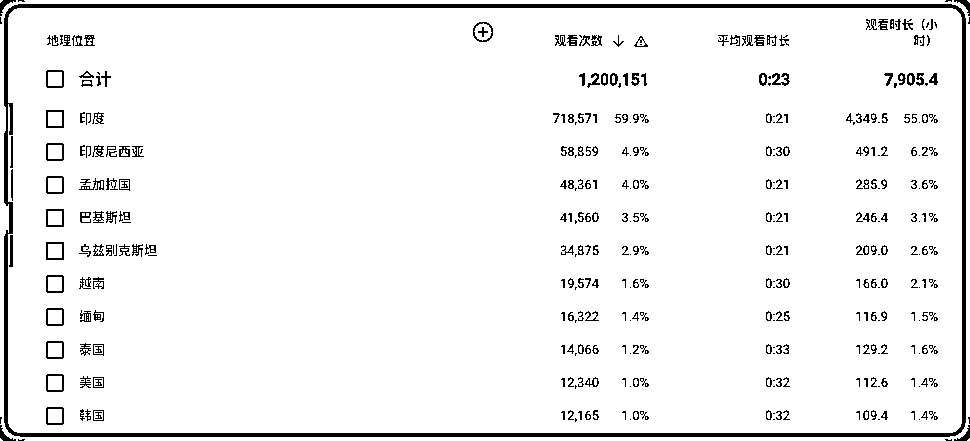 地理位置 观看次数 平均观看时长 观看时长（小时）
合计 1,200,151 0:23 7,905.4
印度 718,571 59.9% 0:21 4,349.5 55.0%
印度尼西亚 58,859 4.9% 0:30 491.2 6.2%
孟加拉国 48,361 4.0% 0:21 285.9 3.6%
巴基斯坦 41,560 3.5% 0:21 246.4 3.1%
乌兹别克斯坦 34,875 2.9% 0:21 209.0 2.6%
越南 19,574 1.6% 0:30 166.0 2.1%
缅甸 16,322 1.4% 0:25 116.9 1.5%
泰国 14,066 1.2% 0:33 129.2 1.6%
美国 12,340 1.0% 0:32 112.6 1.4%
韩国 12,165 1.0% 0:32 109.4 1.4%